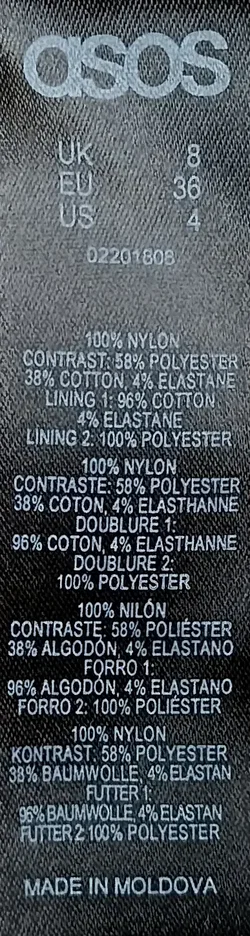 asos
UK 8
EU 36
US 4
02201808
100% NYLON
CONTRAST: 58% POLYESTER
38% COTTON, 4% ELASTANE
LINING 1: 96% COTTON
4% ELASTANE
LINING 2: 100% POLYESTER
100% NYLON
CONTRASTE: 58% POLYESTER
38% COTON, 4% ELASTHANNE
DOUBLURE 1:
96% COTON, 4% ELASTHANNE
DOUBLURE 2:
100% POLYESTER
100% NILÓN
CONTRASTE: 58% POLIÉSTER
38% ALGODÓN, 4% ELASTANO
FORRO 1:
96% ALGODÓN, 4% ELASTANO
FORRO 2: 100% POLIÉSTER
100% NYLON
KONTRAST: 58% POLYESTER
38% BAUMWOLLE, 4% ELASTAN
FUTTER 1:
96% BAUMWOLLE, 4% ELASTAN
FUTTER 2: 100% POLYESTER
MADE IN MOLDOVA